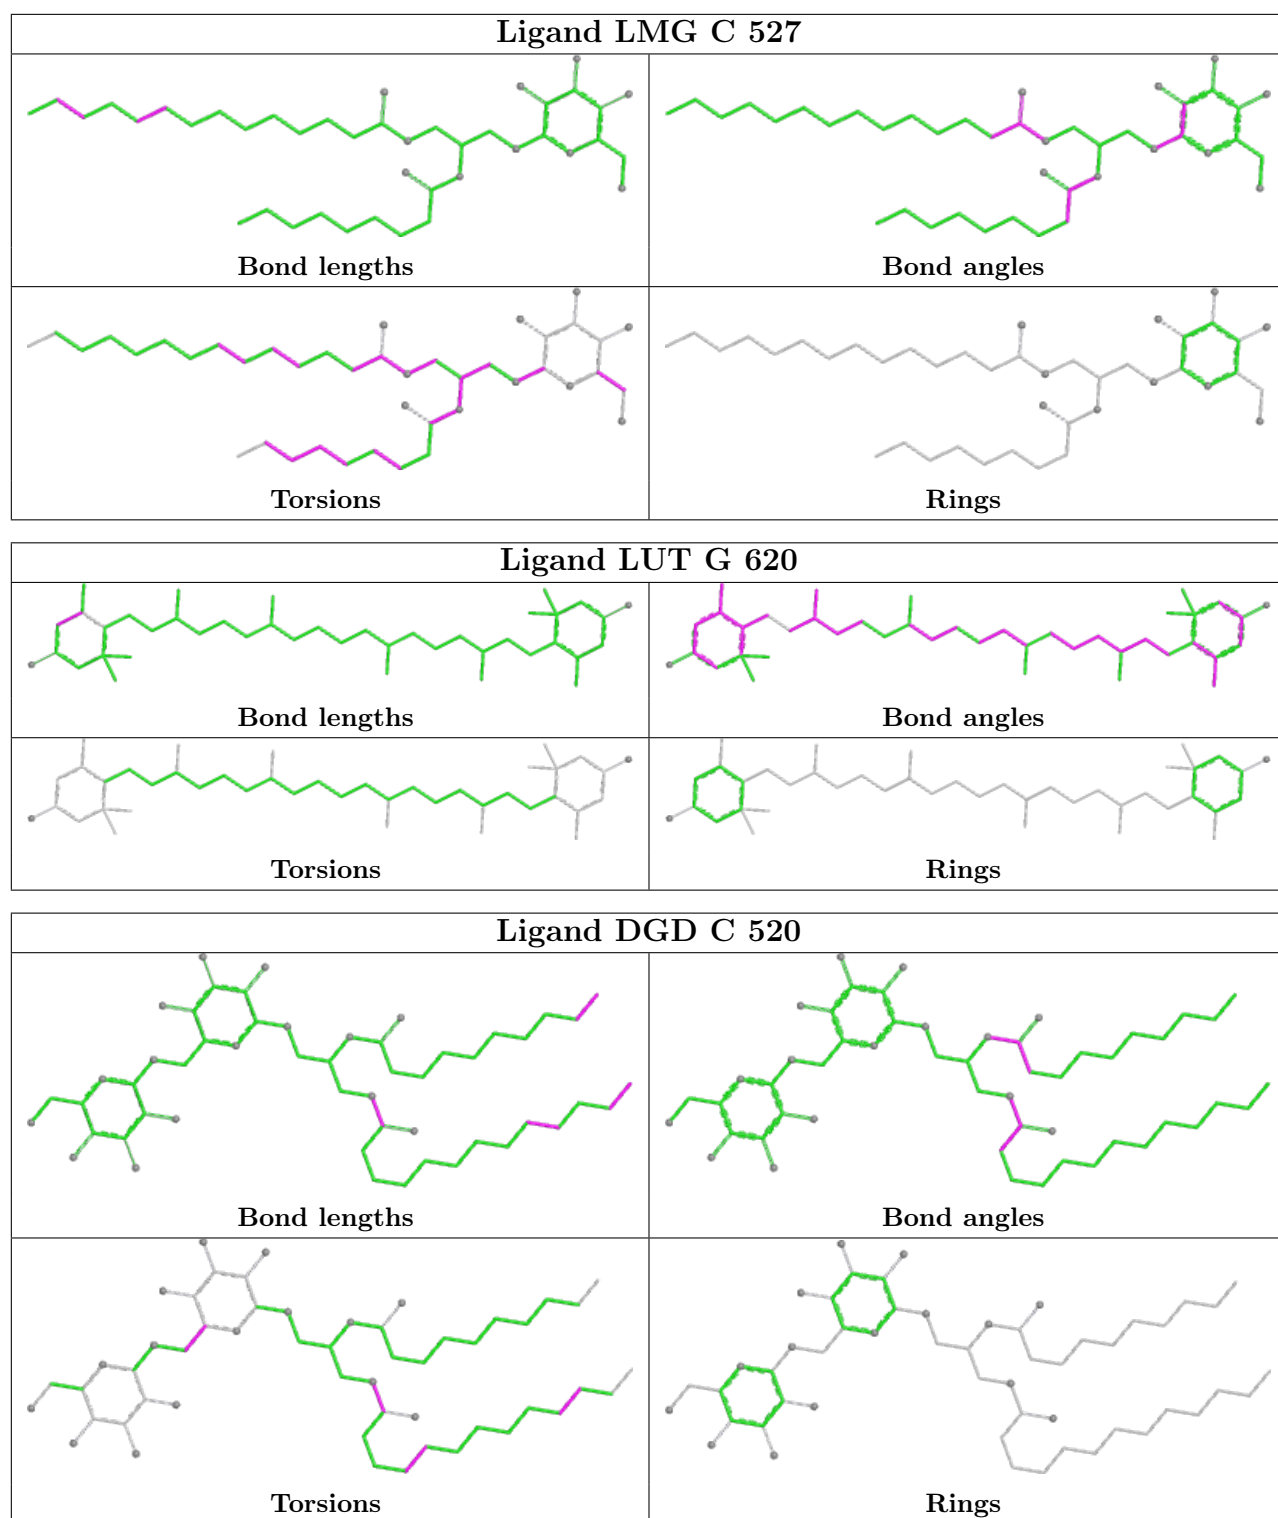 Ligand LMG C 527
Bond lengths
Bond angles
Torsions
Rings
Ligand LUT G 620
Bond lengths
Bond angles
Torsions
Rings
Ligand DGD C 520
Bond lengths
Bond angles
Torsions
Rings